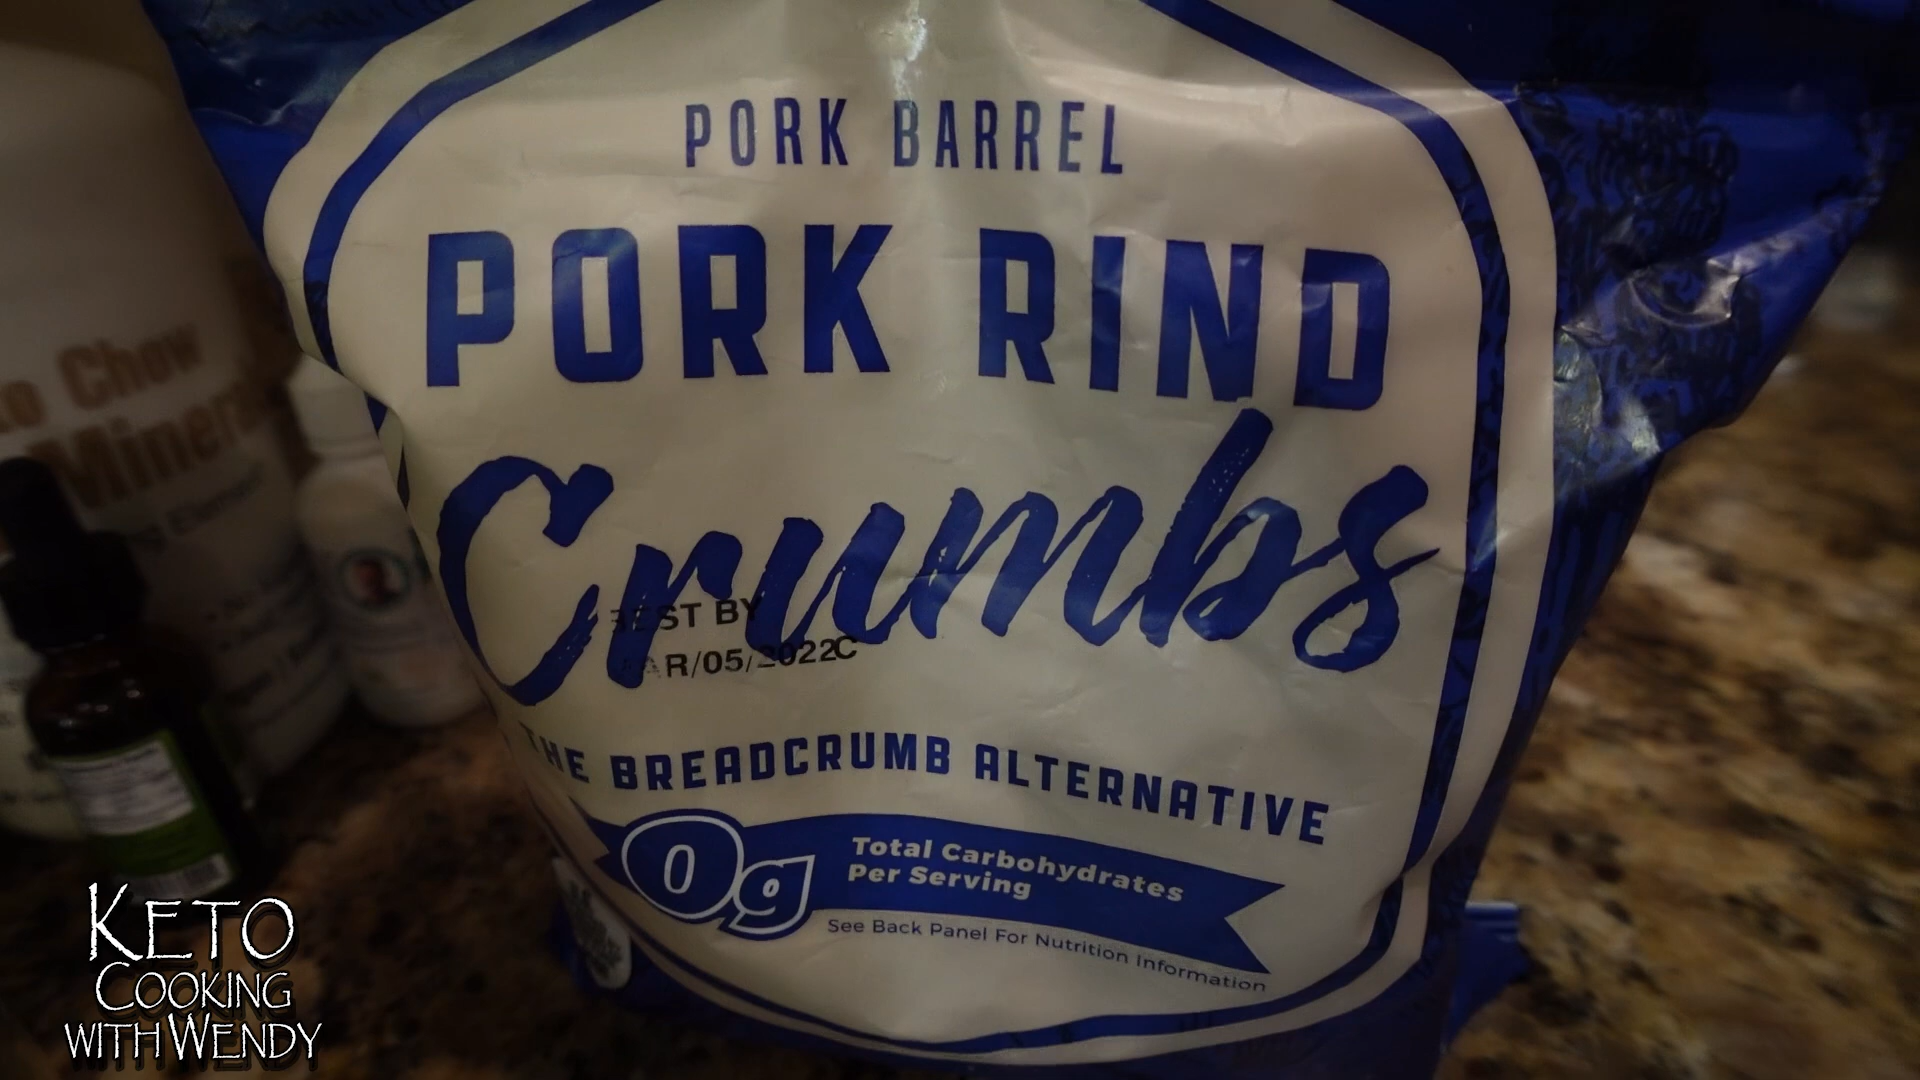 PORK BARREL
PORK RIND
Crumbs
BEST BY
R/05/2022C
THE BREADCRUMB ALTERNATIVE
0g
Total Carbohydrates
Per Serving
See Back Panel For Nutrition Information
Chow
Minera
KETO
COOKING
WITH WENDY